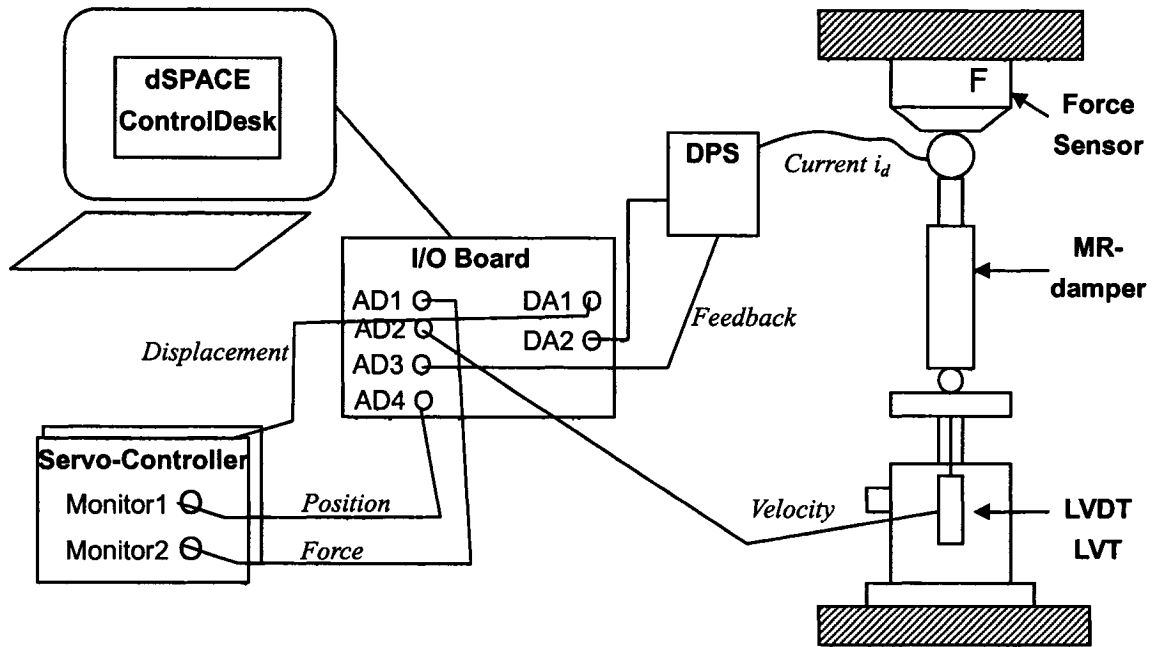 dSPACE
ControlDesk
F
Force
Sensor
DPS
Current i_d
MR-
damper
I/O Board
AD1
DA1
AD2
DA2
AD3
AD4
Feedback
Displacement
Servo-Controller
Monitor1
Position
Monitor2
Force
Velocity
LVDT
LVT